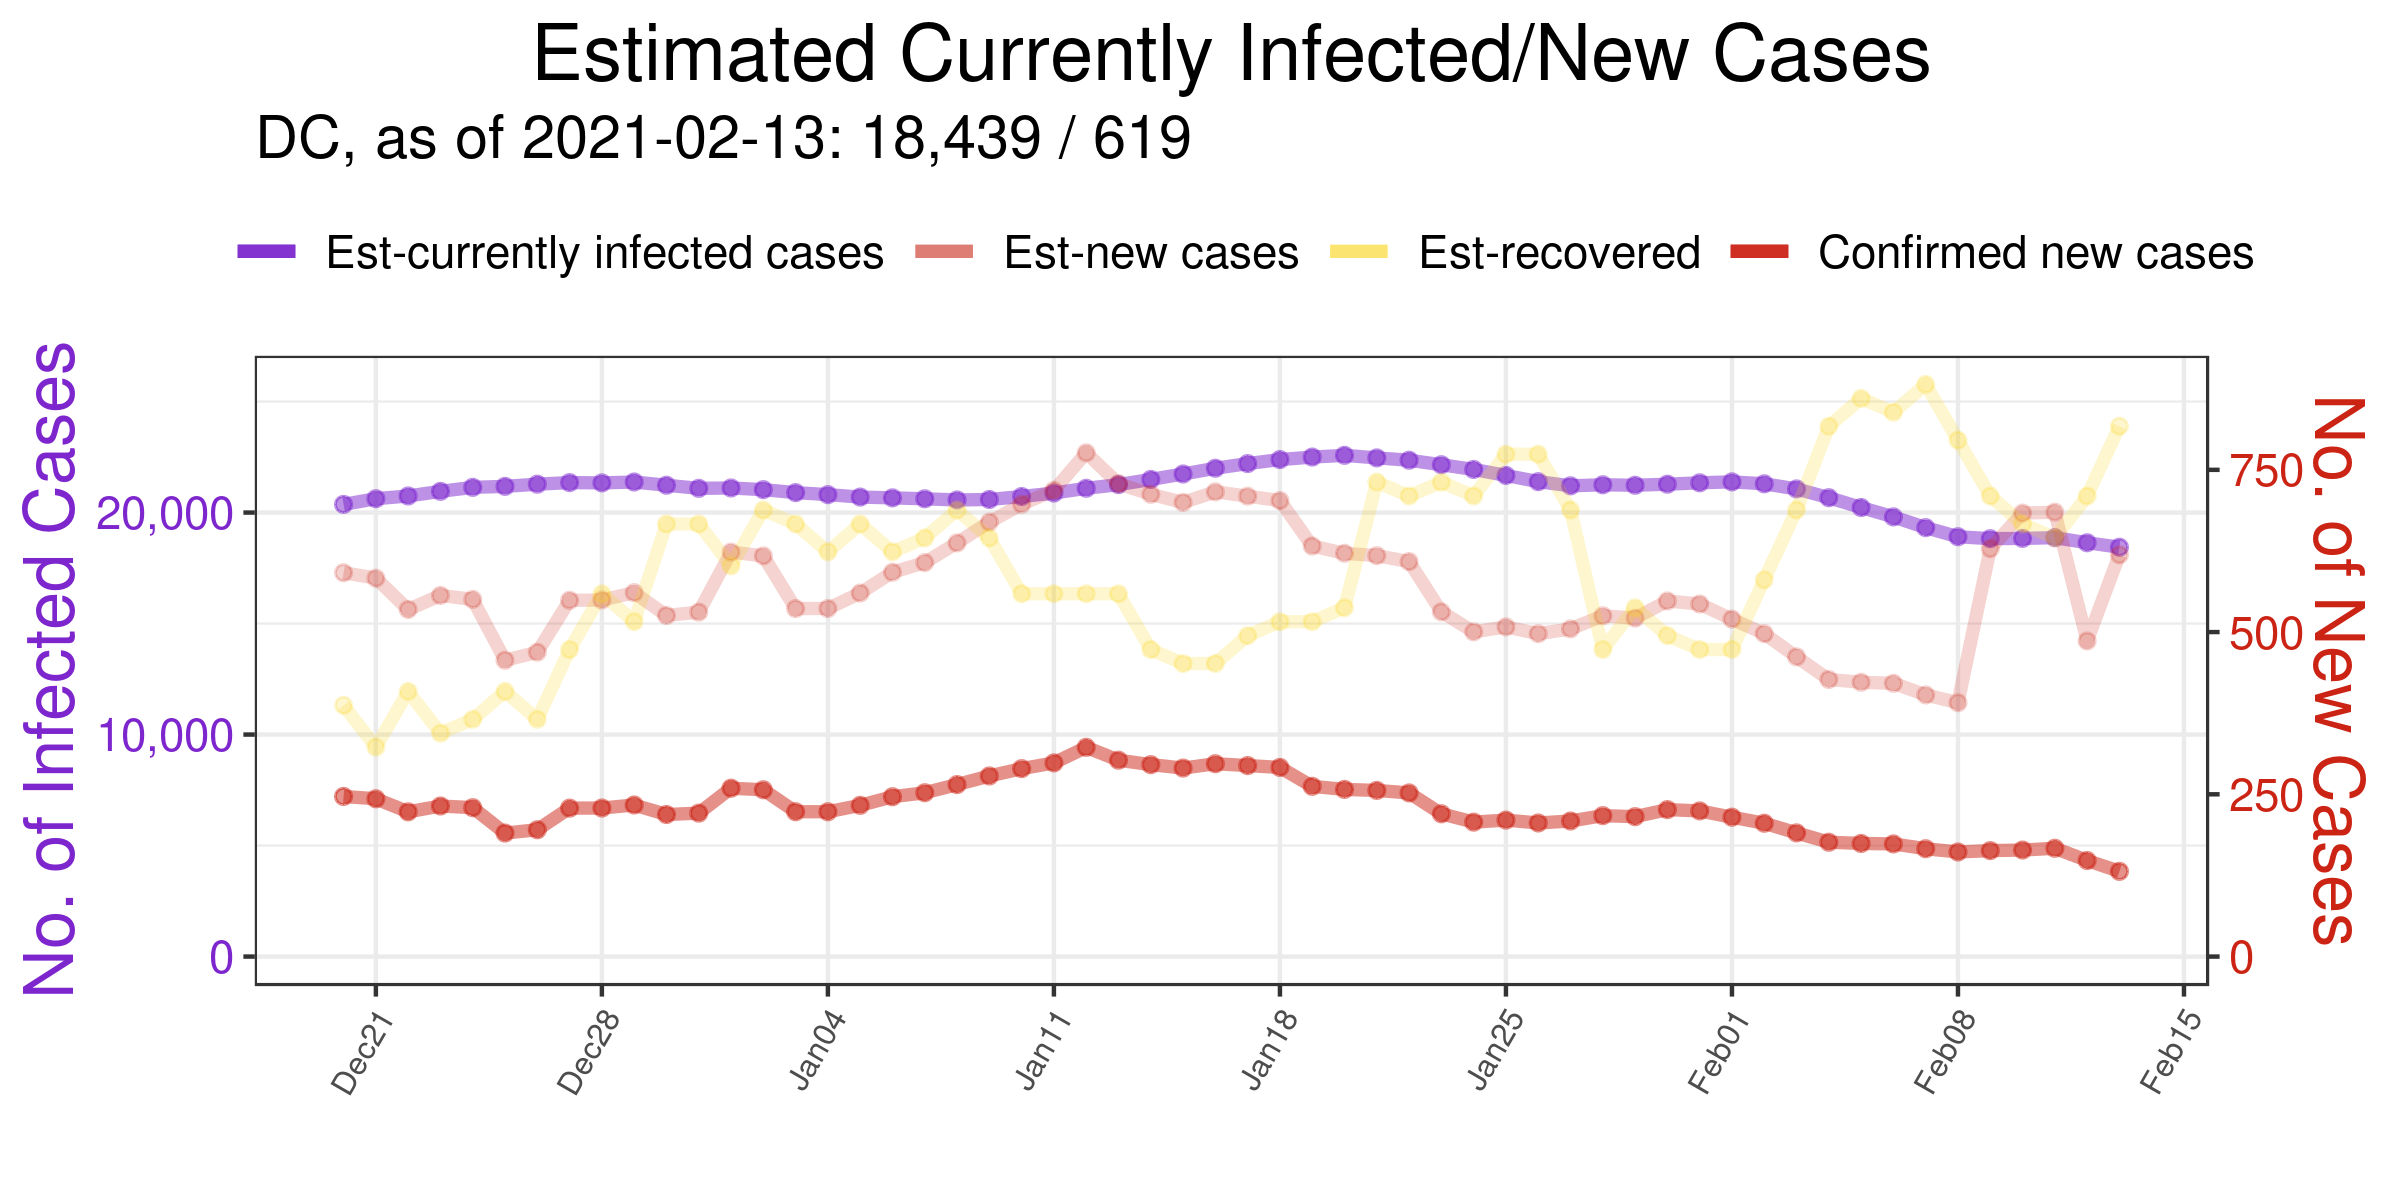 Estimated Currently Infected/New Cases
DC, as of 2021-02-13: 18,439 / 619
Est-currently infected cases Est-new cases Est-recovered Confirmed new cases
No. of Infected Cases
20,000
10,000
0
No. of New Cases
750
500
250
0
Dec21 Dec28 Jan04 Jan11 Jan18 Jan25 Feb01 Feb08 Feb15